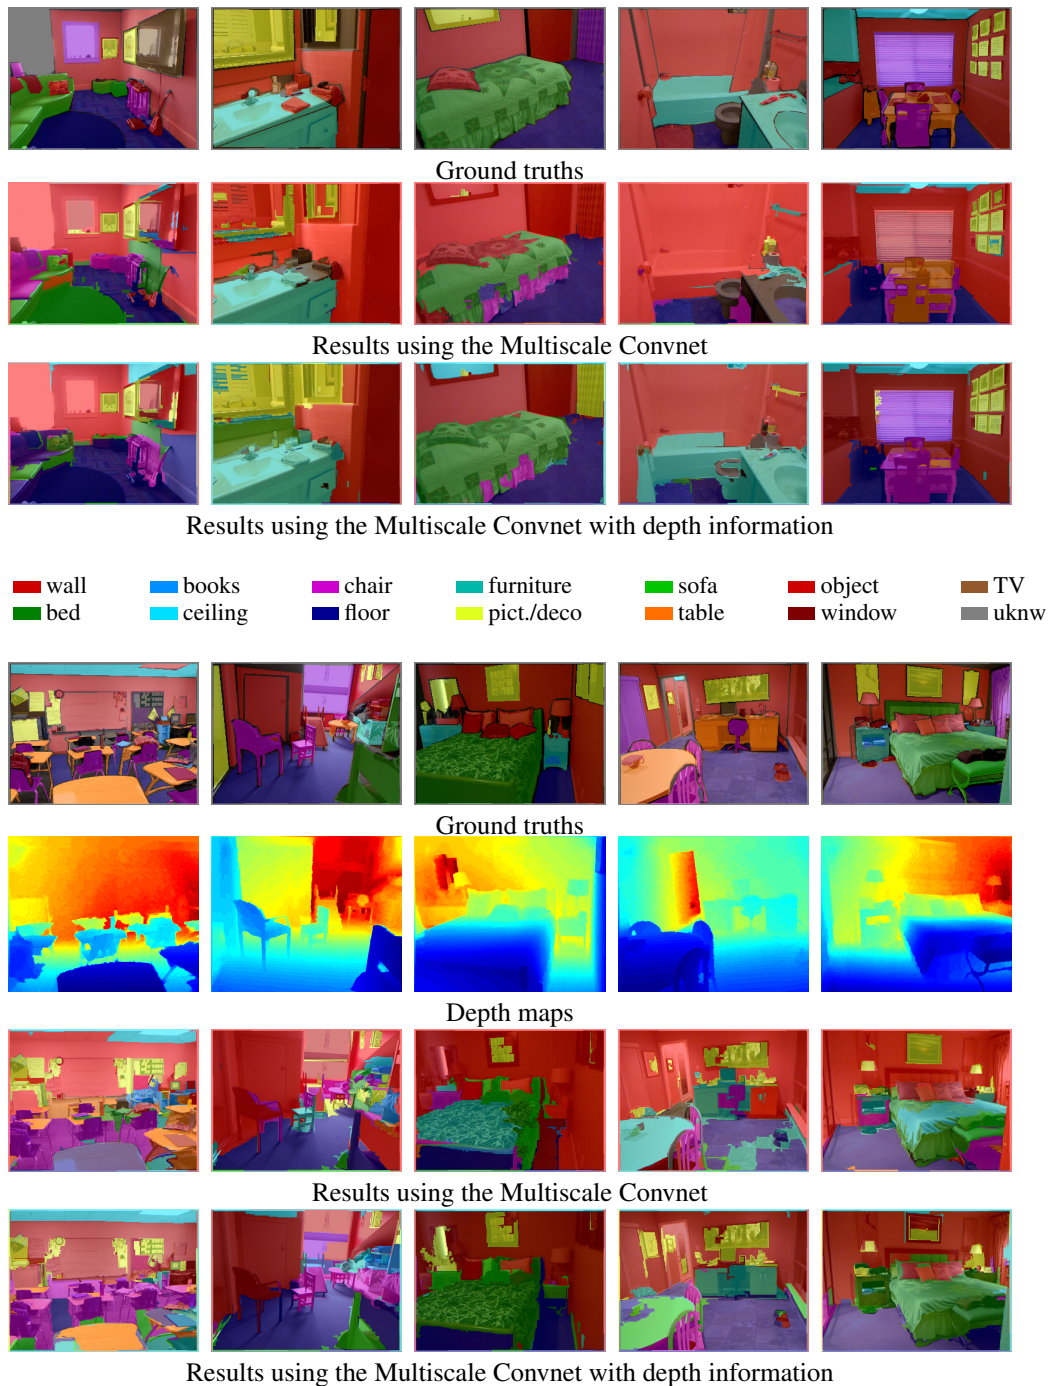 Ground truths
Results using the Multiscale Convnet
Results using the Multiscale Convnet with depth information
wall books chair furniture sofa object TV
bed ceiling floor pict./deco table window uknw
Ground truths
Depth maps
Results using the Multiscale Convnet
Results using the Multiscale Convnet with depth information